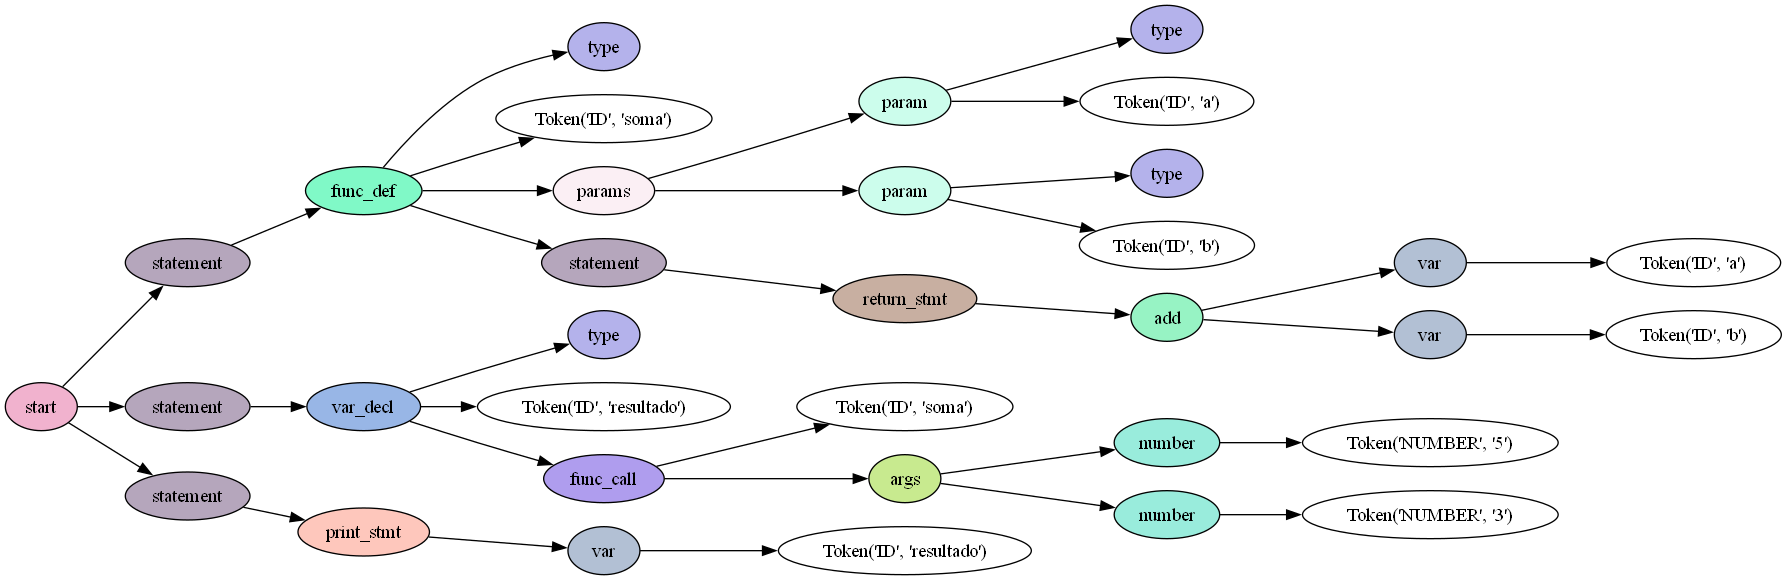 type
type
Token('ID', 'soma')
param
Token('ID', 'a')
func_def
params
param
type
Token('ID', 'b')
statement
statement
return_stmt
add
var
Token('ID', 'a')
var
Token('ID', 'b')
type
start
statement
var_decl
Token('ID', 'resultado')
Token('ID', 'soma')
func_call
args
number
Token('NUMBER', '5')
number
Token('NUMBER', '3')
statement
print_stmt
var
Token('ID', 'resultado')